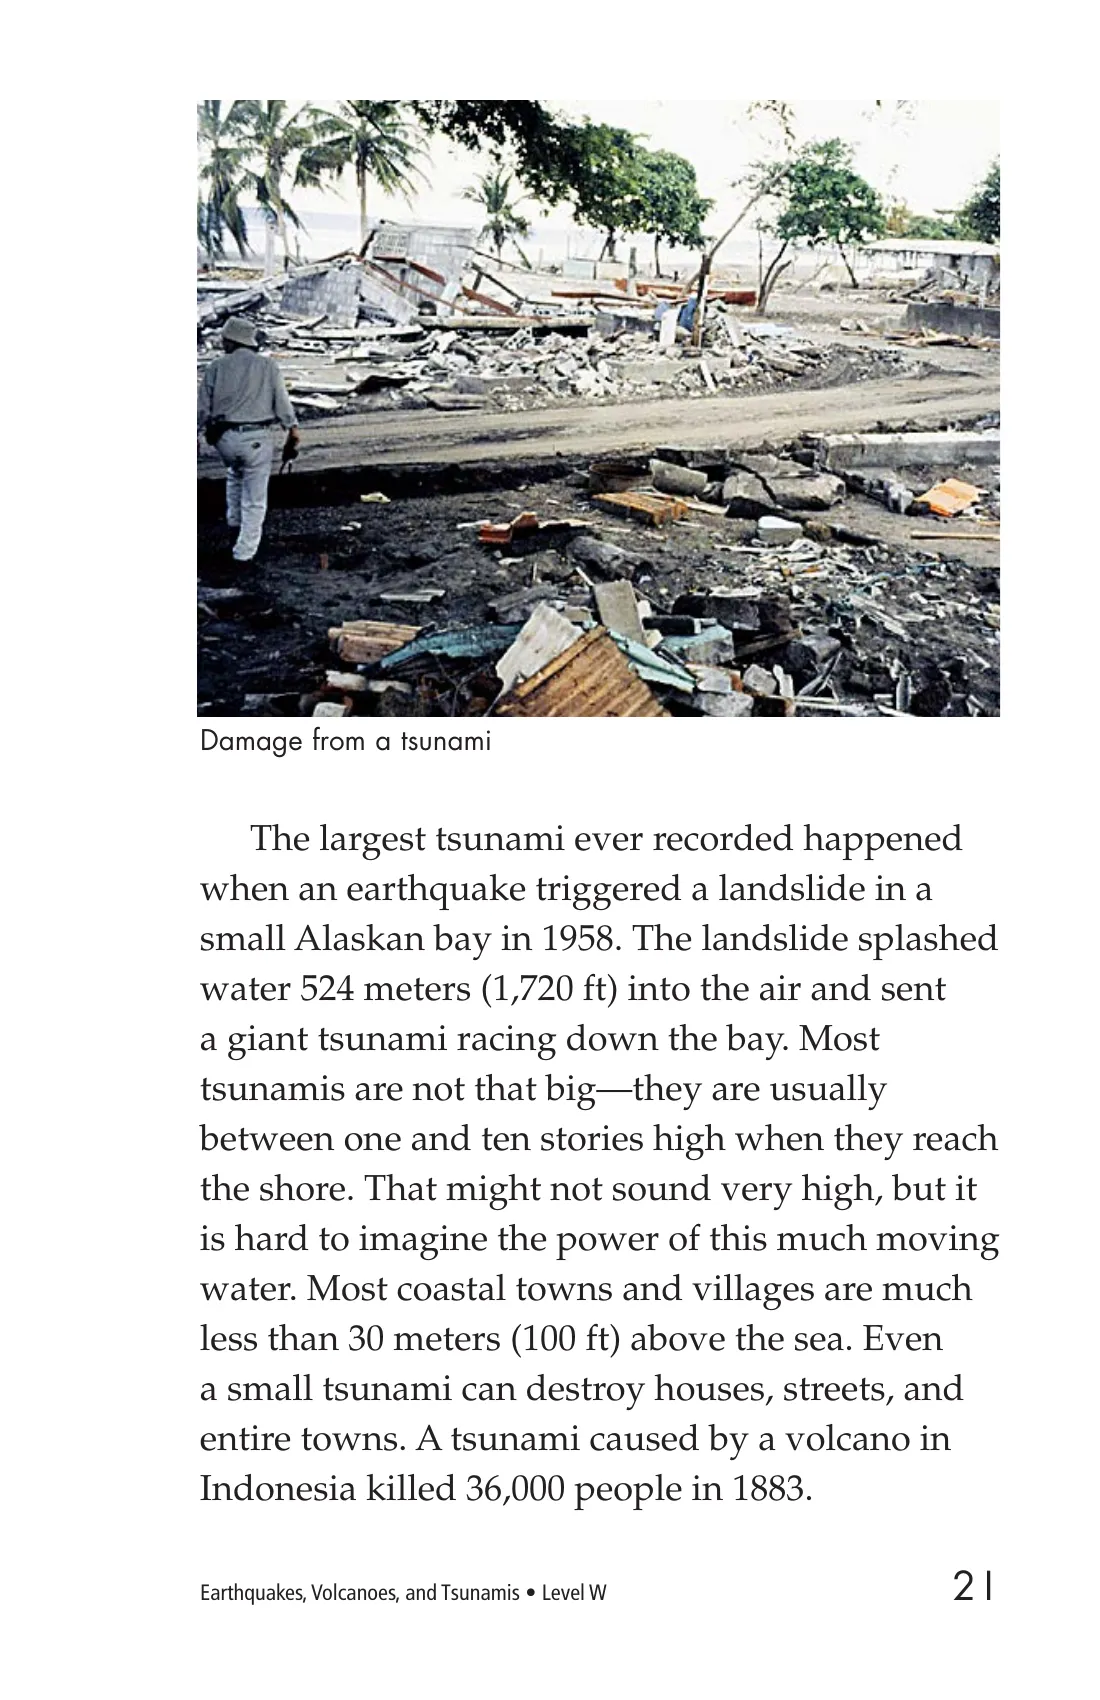 Damage from a tsunami
The largest tsunami ever recorded happened
when an earthquake triggered a landslide in a
small Alaskan bay in 1958. The landslide splashed
water 524 meters (1,720 ft) into the air and sent
a giant tsunami racing down the bay. Most
tsunamis are not that big—they are usually
between one and ten stories high when they reach
the shore. That might not sound very high, but it
is hard to imagine the power of this much moving
water. Most coastal towns and villages are much
less than 30 meters (100 ft) above the sea. Even
a small tsunami can destroy houses, streets, and
entire towns. A tsunami caused by a volcano in
Indonesia killed 36,000 people in 1883.
Earthquakes, Volcanoes, and Tsunamis • Level W 21